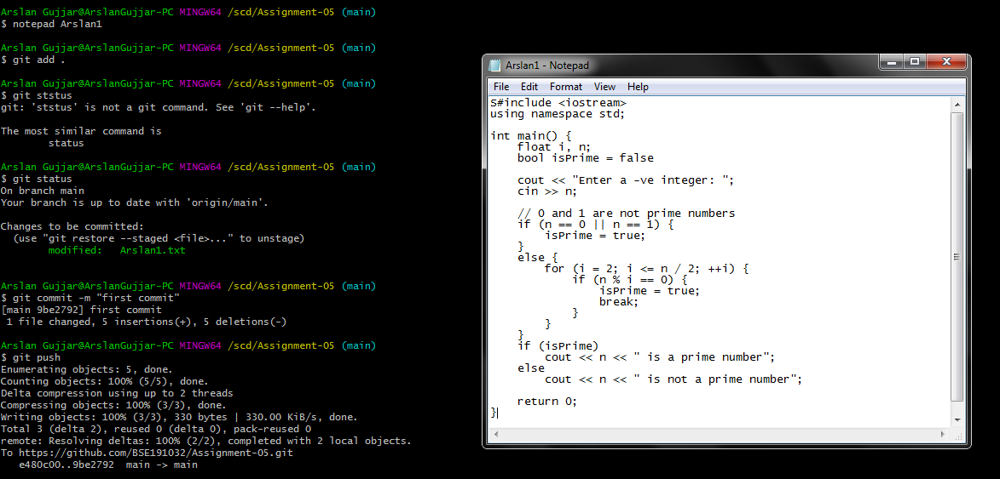 Arslan Gujjar@ArslanGujjar-PC MINGW64 /scd/Assignment-05 (main)
$ notepad Arslan1

Arslan Gujjar@ArslanGujjar-PC MINGW64 /scd/Assignment-05 (main)
$ git add .

Arslan Gujjar@ArslanGujjar-PC MINGW64 /scd/Assignment-05 (main)
$ git ststus
git: 'ststus' is not a git command. See 'git --help'.

The most similar command is
        status

Arslan Gujjar@ArslanGujjar-PC MINGW64 /scd/Assignment-05 (main)
$ git status
On branch main
Your branch is up to date with 'origin/main'.

Changes to be committed:
  (use "git restore --staged <file>..." to unstage)
        modified:   Arslan1.txt

Arslan Gujjar@ArslanGujjar-PC MINGW64 /scd/Assignment-05 (main)
$ git commit -m "first commit"
[main 9be2792] first commit
 1 file changed, 5 insertions(+), 5 deletions(-)

Arslan Gujjar@ArslanGujjar-PC MINGW64 /scd/Assignment-05 (main)
$ git push
Enumerating objects: 5, done.
Counting objects: 100% (5/5), done.
Delta compression using up to 2 threads
Compressing objects: 100% (3/3), done.
Writing objects: 100% (3/3), 330 bytes | 330.00 KiB/s, done.
Total 3 (delta 2), reused 0 (delta 0), pack-reused 0
remote: Resolving deltas: 100% (2/2), completed with 2 local objects.
To https://github.com/BSE191032/Assignment-05.git
   e480c00..9be2792  main -> main

Arslan1 - Notepad
File Edit Format View Help
S#include <iostream>
using namespace std;

int main() {
    float i, n;
    bool isPrime = false

    cout << "Enter a -ve integer: ";
    cin >> n;

    // 0 and 1 are not prime numbers
    if (n == 0 || n == 1) {
        isPrime = true;
    }
    else {
        for (i = 2; i <= n / 2; ++i) {
            if (n % i == 0) {
                isPrime = true;
                break;
            }
        }
    }
    if (isPrime)
        cout << n << " is a prime number";
    else
        cout << n << " is not a prime number";

    return 0;
}